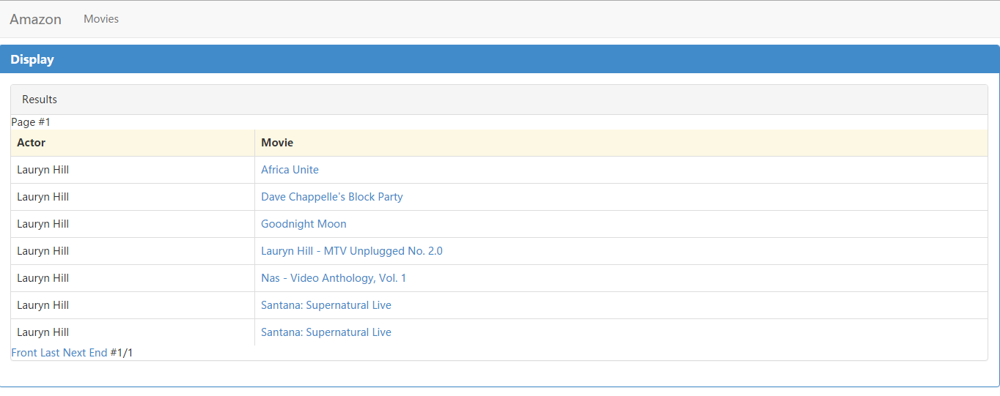 Amazon Movies
Display
Results
Page #1
Actor Movie
Lauryn Hill Africa Unite
Lauryn Hill Dave Chappelle's Block Party
Lauryn Hill Goodnight Moon
Lauryn Hill Lauryn Hill - MTV Unplugged No. 2.0
Lauryn Hill Nas - Video Anthology, Vol. 1
Lauryn Hill Santana: Supernatural Live
Lauryn Hill Santana: Supernatural Live
Front Last Next End #1/1